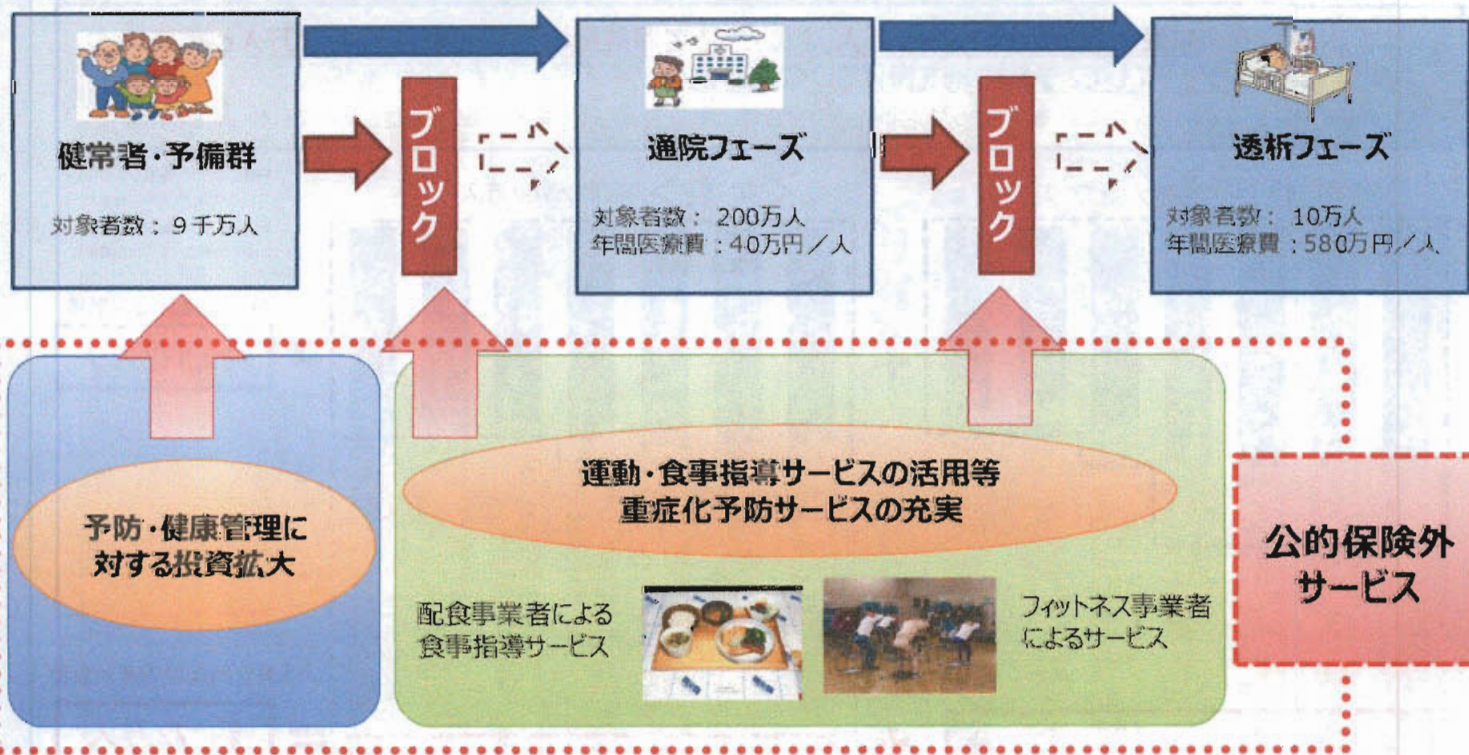 健常者・予備群
対象者数：9千万人
ブロック
通院フェーズ
対象者数： 200万人
年間医療費：40万円／人
ブロック
透析フェーズ
対象者数： 10万人
年間医療費：580万円／人
予防・健康管理に
対する投資拡大
運動・食事指導サービスの活用等
重症化予防サービスの充実
配食事業者による
食事指導サービス
フィットネス事業者
によるサービス
公的保険外
サービス